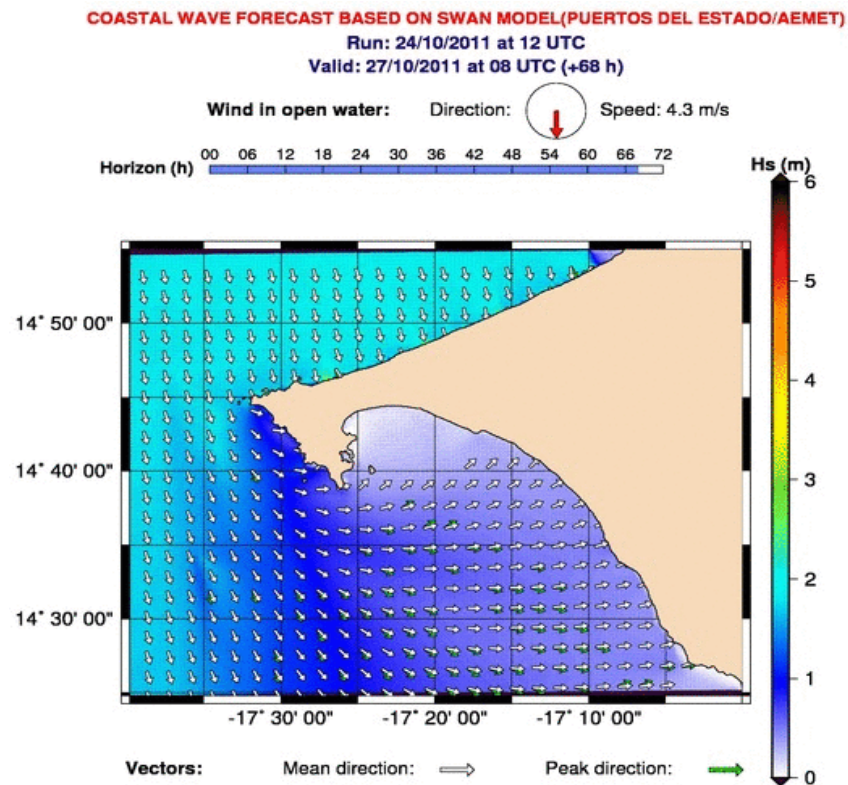 COASTAL WAVE FORECAST BASED ON SWAN MODEL(PUERTOS DEL ESTADO/AEMET)
Run: 24/10/2011 at 12 UTC
Valid: 27/10/2011 at 08 UTC (+68 h)
Wind in open water: Direction: Speed: 4.3 m/s
00 06 12 18 24 30 36 42 48 54 60 66 72
Horizon (h)
Hs (m)
6
5
4
3
2
1
0
14° 50' 00"
14° 40' 00"
14° 30' 00"
-17° 30' 00" -17° 20' 00" -17° 10' 00"
Vectors: Mean direction: Peak direction: